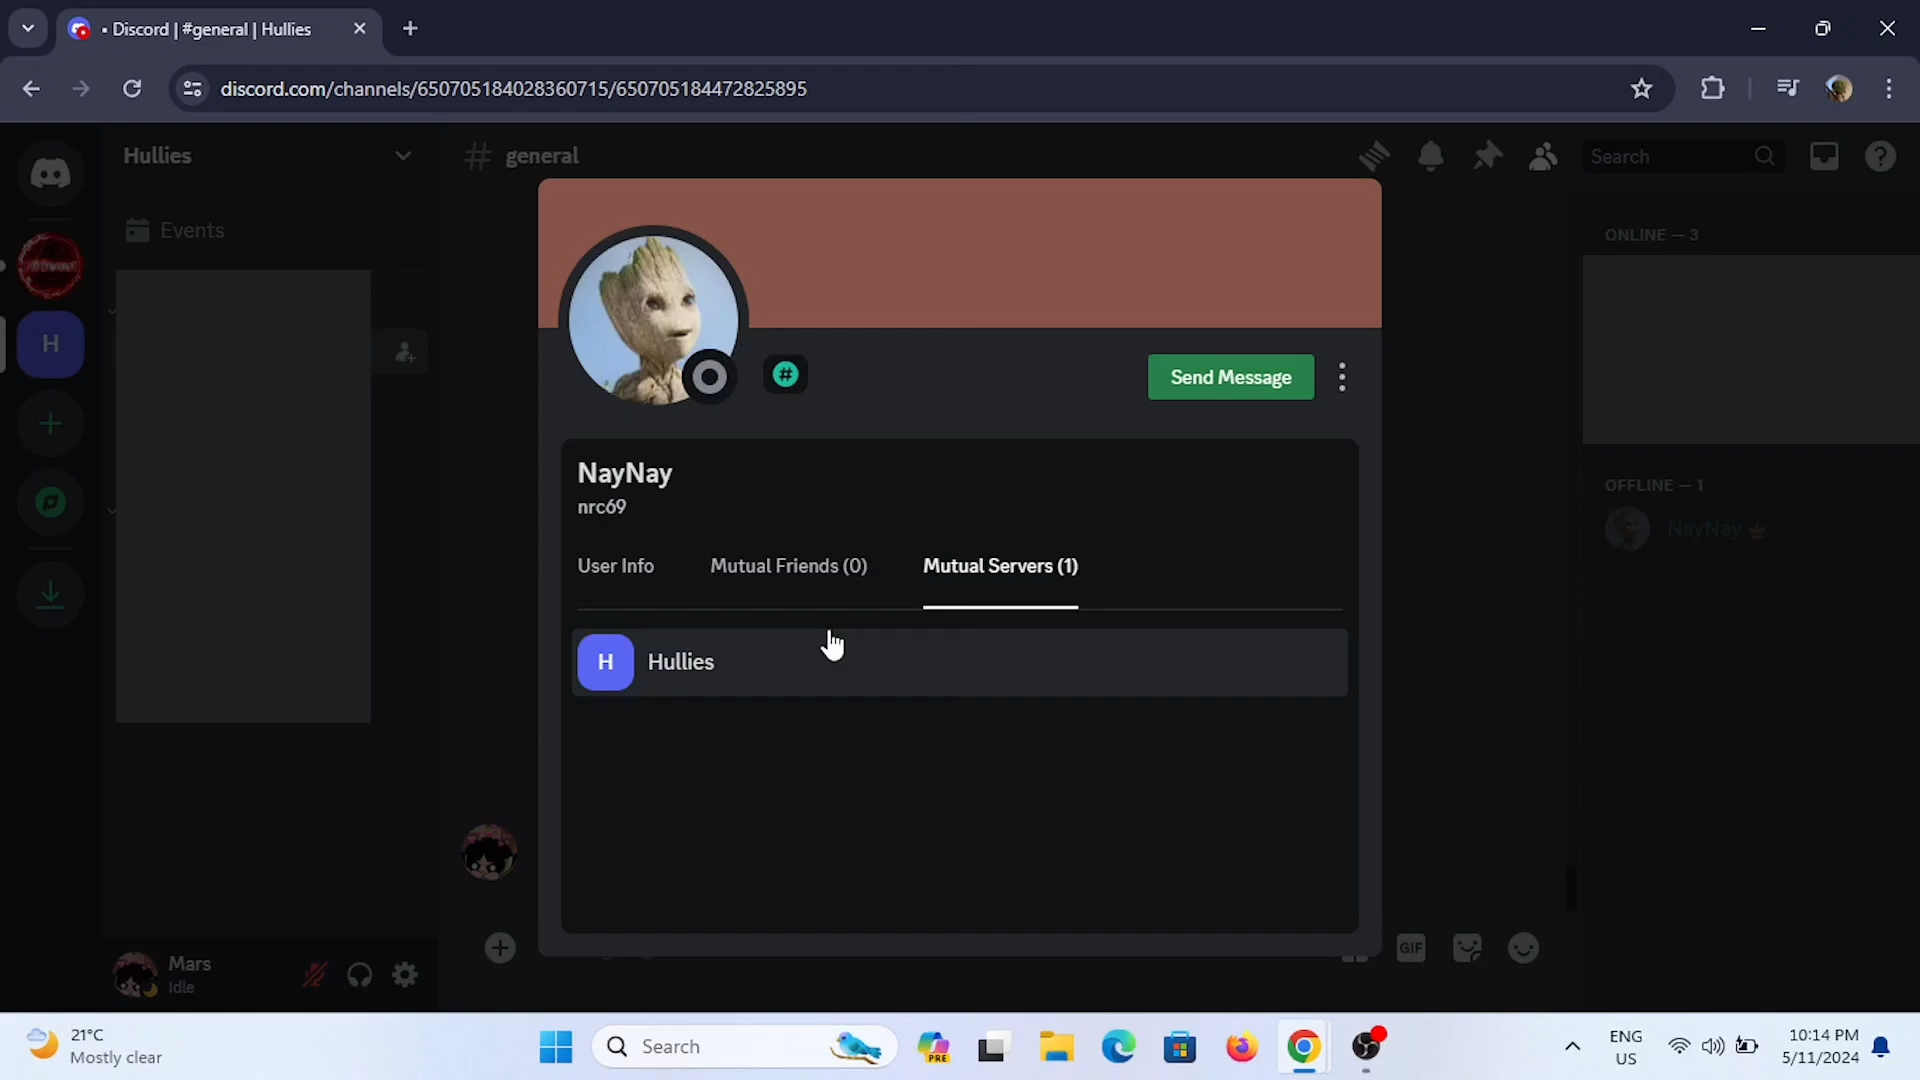 • Discord | #general | Hullies
discord.com/channels/650705184028360715/650705184472825895
Hullies
general
Search
Events
ONLINE — 3
H
Send Message
NayNay
nrc69
OFFLINE — 1
NayNay
User Info Mutual Friends (0) Mutual Servers (1)
H Hullies
Mars
Idle
GIF
21°C
Mostly clear
Search
PRE
ENG
US
10:14 PM
5/11/2024